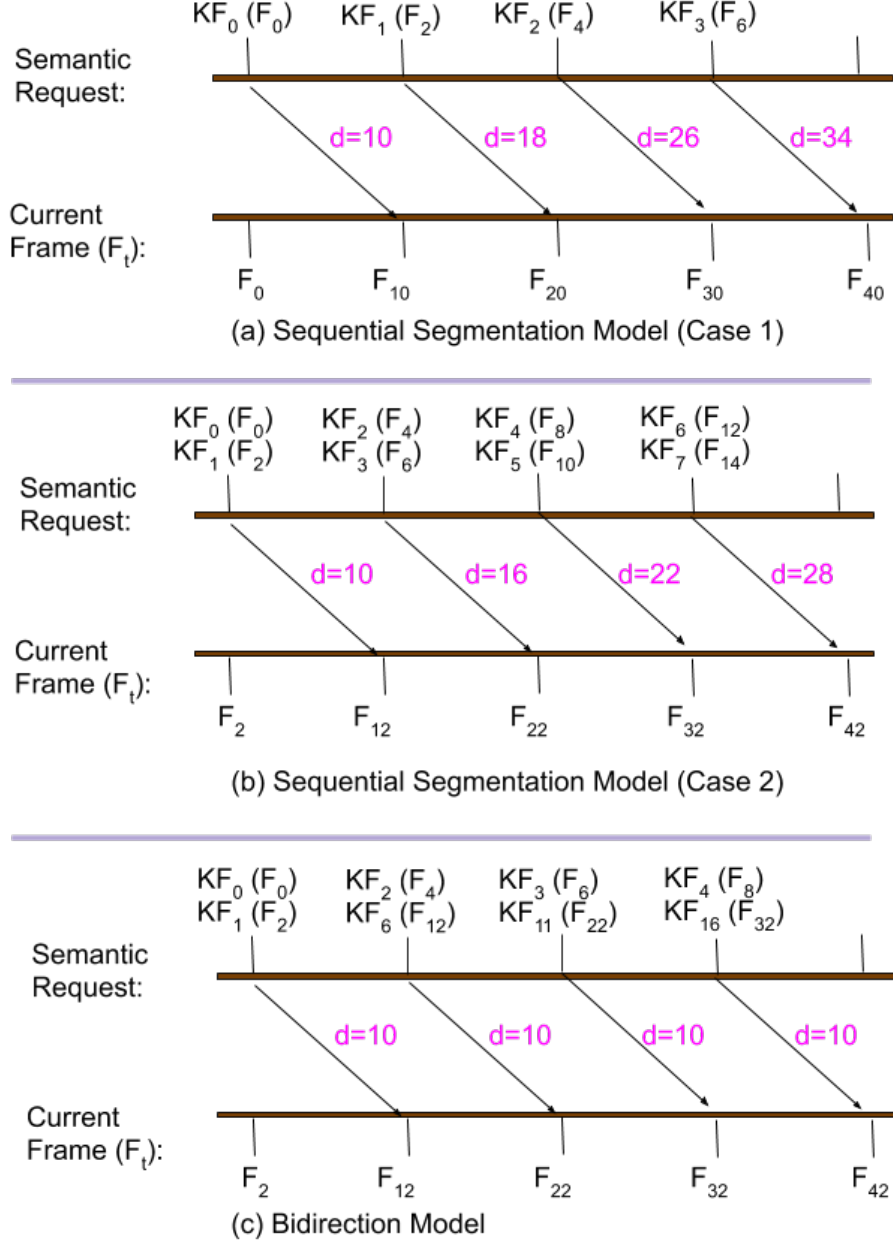 KF₀ (F₀) KF₁ (F₂) KF₂ (F₄) KF₃ (F₆)
Semantic
Request:
d=10 d=18 d=26 d=34
Current
Frame (Fₜ):
F₀ F₁₀ F₂₀ F₃₀ F₄₀
(a) Sequential Segmentation Model (Case 1)
KF₀ (F₀) KF₂ (F₄) KF₄ (F₈) KF₆ (F₁₂)
KF₁ (F₂) KF₃ (F₆) KF₅ (F₁₀) KF₇ (F₁₄)
Semantic
Request:
d=10 d=16 d=22 d=28
Current
Frame (Fₜ):
F₂ F₁₂ F₂₂ F₃₂ F₄₂
(b) Sequential Segmentation Model (Case 2)
KF₀ (F₀) KF₂ (F₄) KF₃ (F₆) KF₄ (F₈)
KF₁ (F₂) KF₆ (F₁₂) KF₁₁ (F₂₂) KF₁₆ (F₃₂)
Semantic
Request:
d=10 d=10 d=10 d=10
Current
Frame (Fₜ):
F₂ F₁₂ F₂₂ F₃₂ F₄₂
(c) Bidirection Model